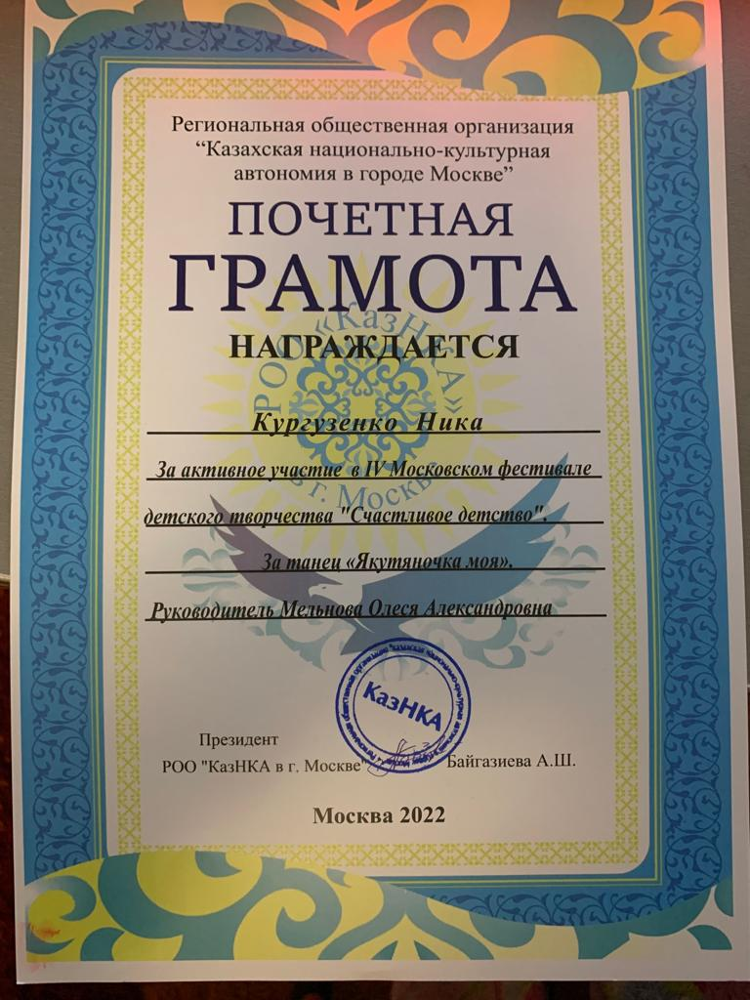 Региональная общественная организация
“Казахская национально-культурная
автономия в городе Москве”
ПОЧЕТНАЯ
ГРАМОТА
НАГРАЖДАЕТСЯ
РОО «КазНКА»
в г. Москве
Кургузенко Ника
За активное участие в IV Московском фестивале
детского творчества "Счастливое детство".
За танец «Якутяночка моя».
Руководитель Мельнова Олеся Александровна
КазНКА
Президент
РОО "КазНКА в г. Москве"
Байгазиева А.Ш.
Москва 2022